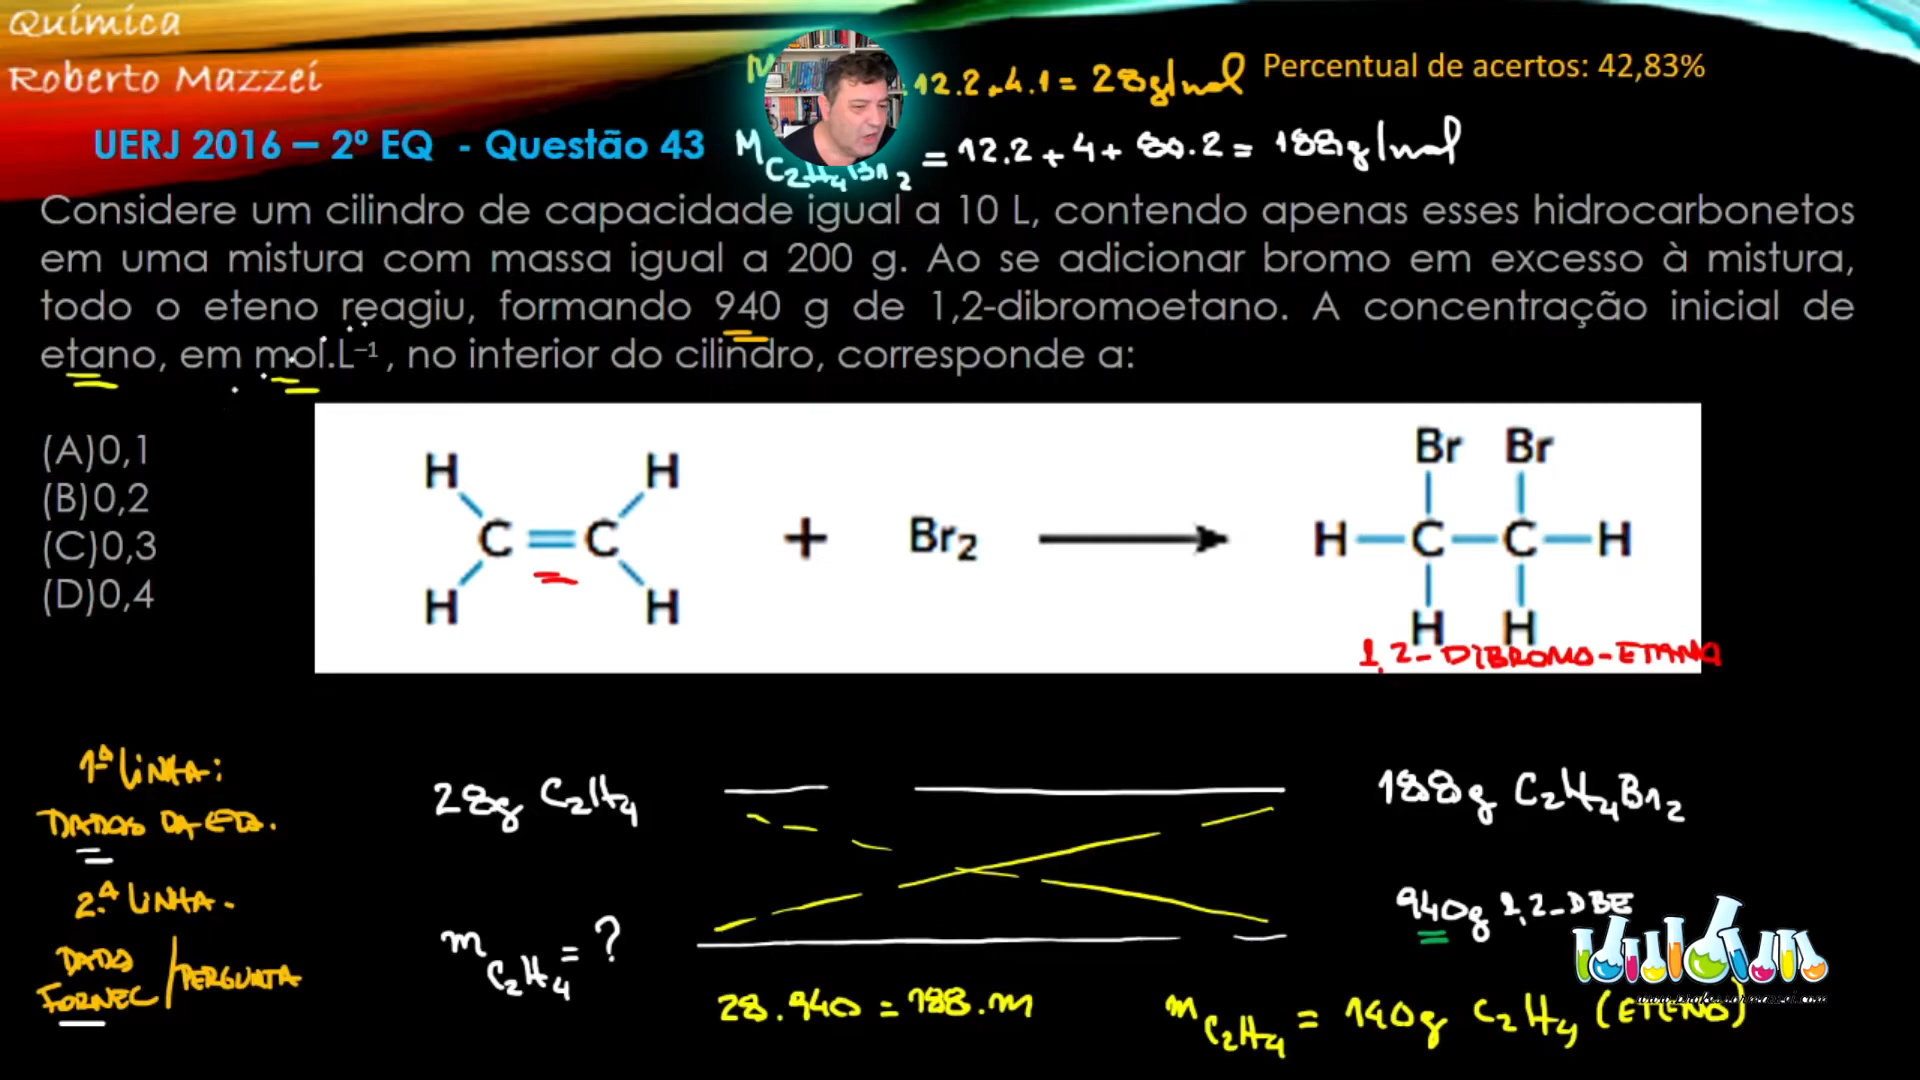 Química
Roberto Mazzei
12.2+4.1= 28g/mol
Percentual de acertos: 42,83%
UERJ 2016 – 2º EQ - Questão 43
M C2H4Br2 = 12.2+4+80.2= 188g/mol
Considere um cilindro de capacidade igual a 10 L, contendo apenas esses hidrocarbonetos
em uma mistura com massa igual a 200 g. Ao se adicionar bromo em excesso à mistura,
todo o eteno reagiu, formando 940 g de 1,2-dibromoetano. A concentração inicial de
etano, em mol.L⁻¹ , no interior do cilindro, corresponde a:
(A)0,1
(B)0,2
(C)0,3
(D)0,4
H H C=C H H + Br2 → Br Br H—C—C—H H H
1,2-DIBROMO-ETANO
1ª LINHA:
DADOS DA EQ.
28g C2H4
188g C2H4Br2
2ª LINHA.
DADO FORNEC / PERGUNTA
m C2H4 = ?
940g 1,2-DBE
28.940 = 188.m
m C2H4 = 140g C2H4 (ETENO)